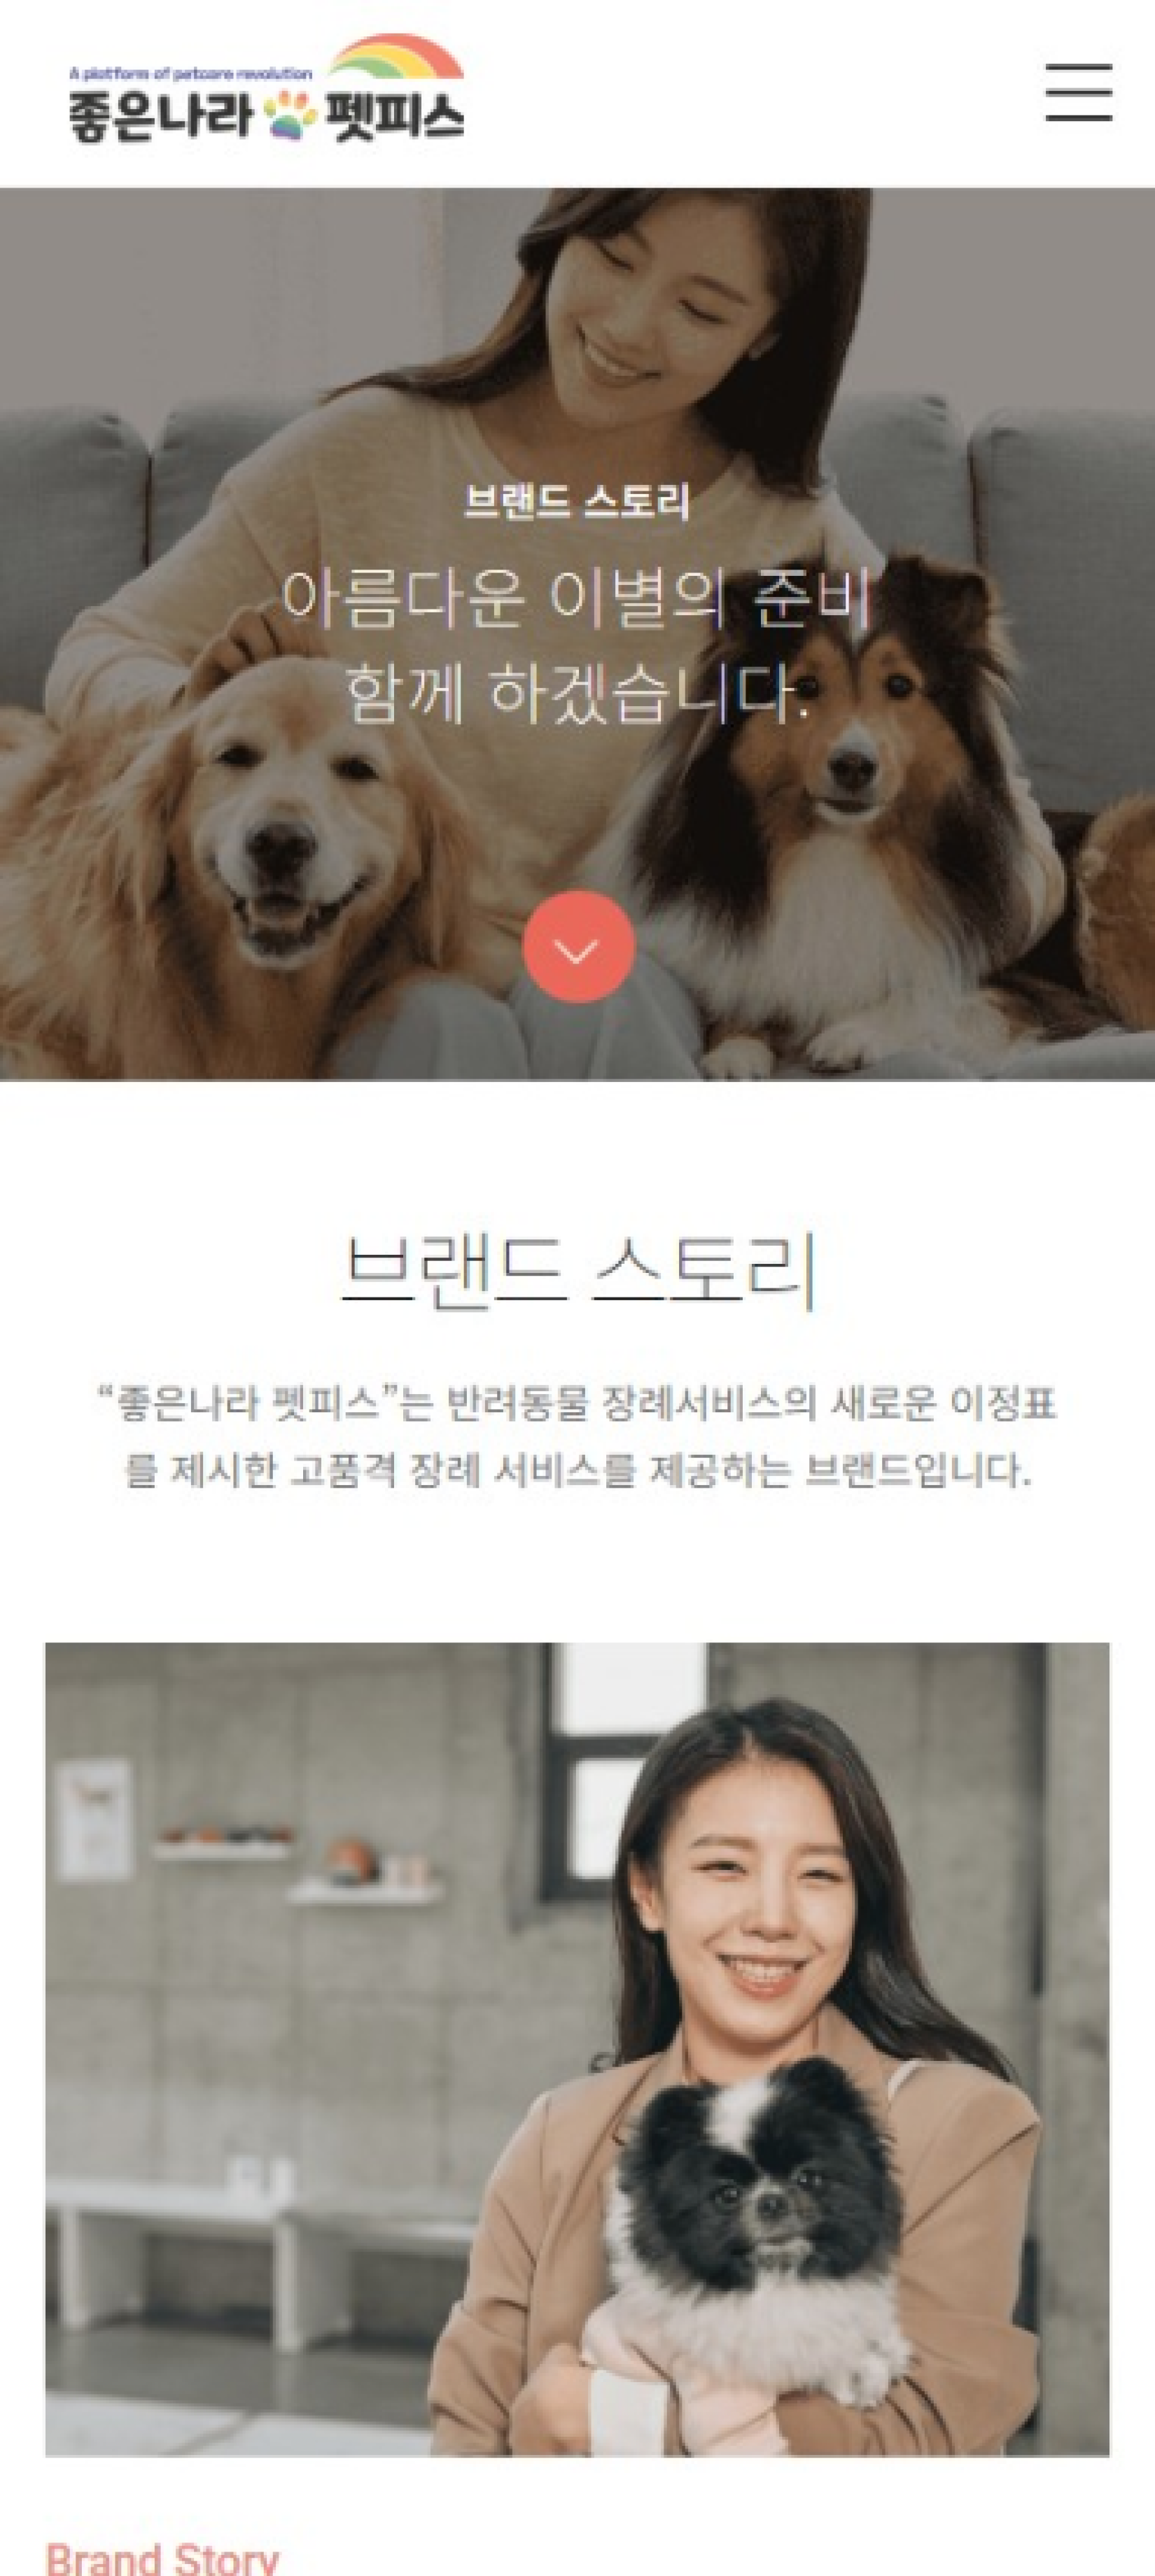 A platform of petcare revolution
좋은나라 펫피스
브랜드 스토리
아름다운 이별의 준비
함께 하겠습니다.
브랜드 스토리
“좋은나라 펫피스”는 반려동물 장례서비스의 새로운 이정표
를 제시한 고품격 장례 서비스를 제공하는 브랜드입니다.
Brand Story